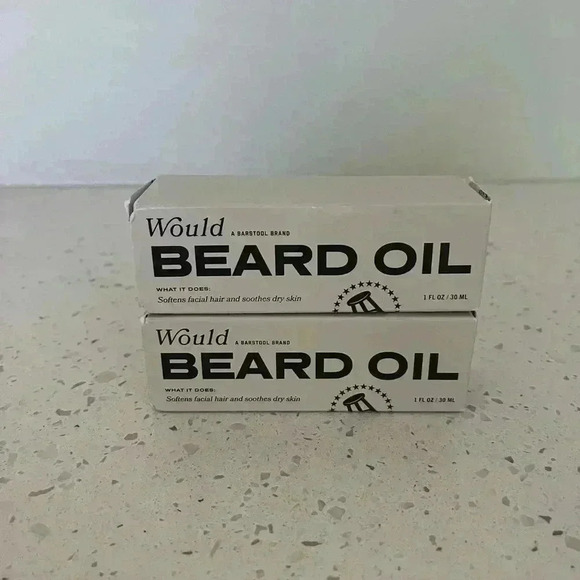 Would A BARSTOOL BRAND
BEARD OIL
WHAT IT DOES:
Softens facial hair and soothes dry skin
1 FL OZ / 30 ML
Would A BARSTOOL BRAND
BEARD OIL
WHAT IT DOES:
Softens facial hair and soothes dry skin
1 FL OZ / 30 ML